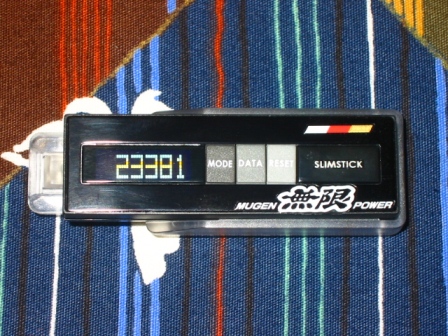 23381 MODE DATA RESET SLIMSTICK
MUGEN 無限 POWER